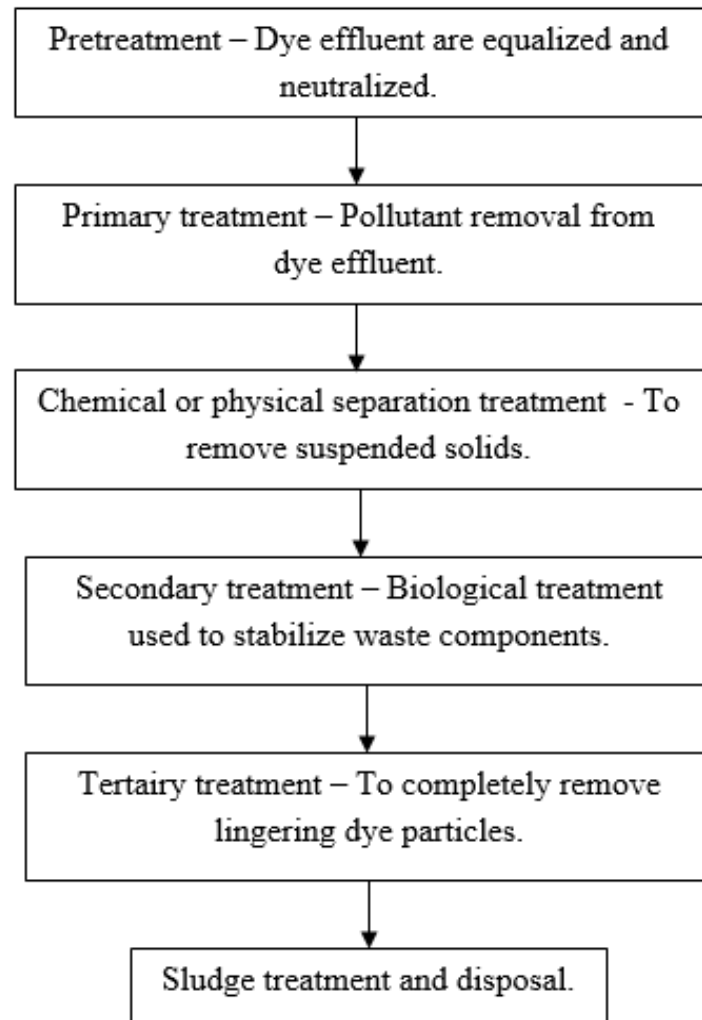 Pretreatment – Dye effluent are equalized and
neutralized.
Primary treatment – Pollutant removal from
dye effluent.
Chemical or physical separation treatment  - To
remove suspended solids.
Secondary treatment – Biological treatment
used to stabilize waste components.
Tertairy treatment – To completely remove
lingering dye particles.
Sludge treatment and disposal.